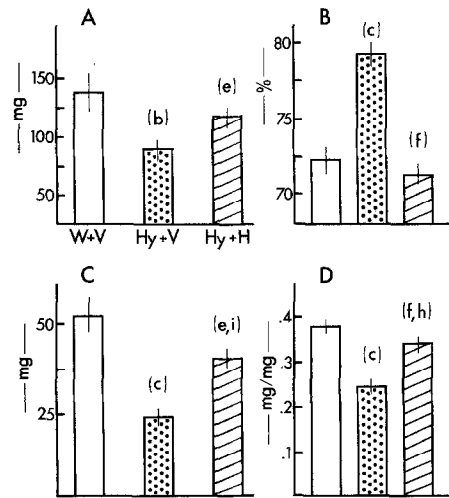 A
B
150
100
50
mg
(b)
(e)
W+V
Hy+V
Hy+H
80
75
70
%
(c)
(f)
C
D
50
25
mg
(c)
(e,i)
.4
.3
.2
.1
mg/mg
(c)
(f,h)